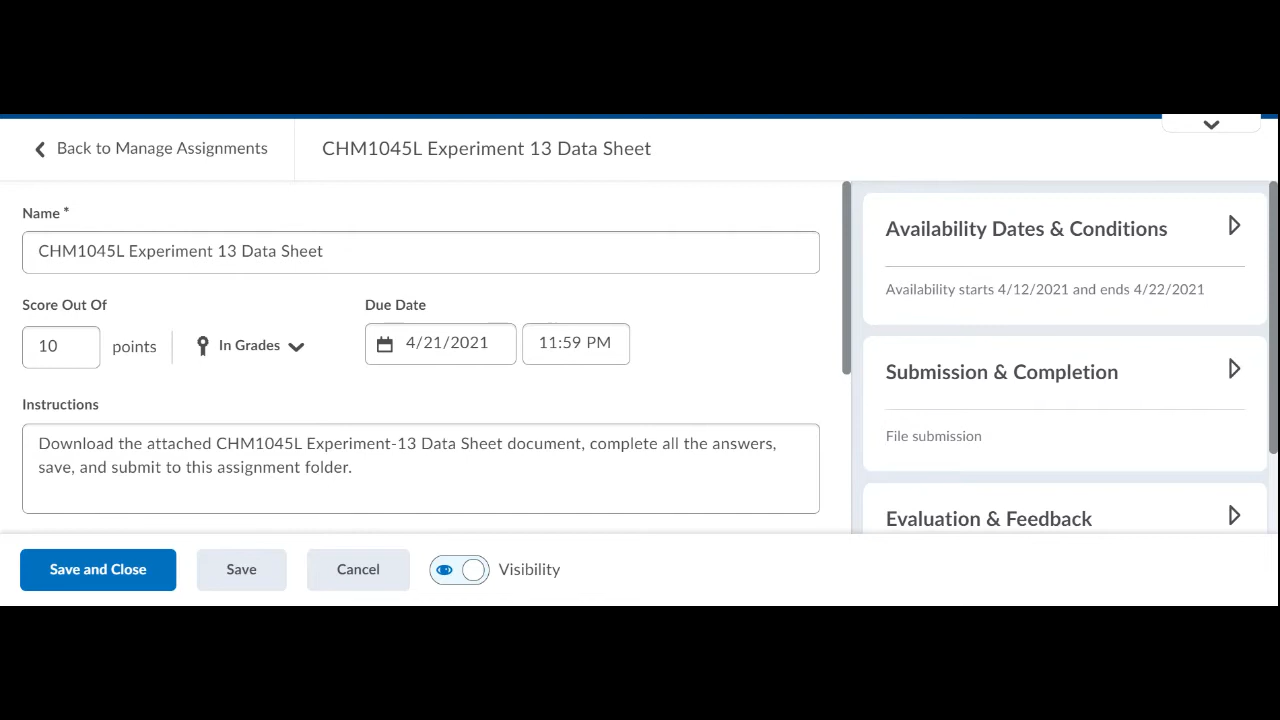 Back to Manage Assignments
CHM1045L Experiment 13 Data Sheet
Name *
CHM1045L Experiment 13 Data Sheet
Score Out Of
Due Date
10 points
In Grades
4/21/2021
11:59 PM
Instructions
Download the attached CHM1045L Experiment-13 Data Sheet document, complete all the answers,
save, and submit to this assignment folder.
Availability Dates & Conditions
Availability starts 4/12/2021 and ends 4/22/2021
Submission & Completion
File submission
Evaluation & Feedback
Save and Close
Save
Cancel
Visibility